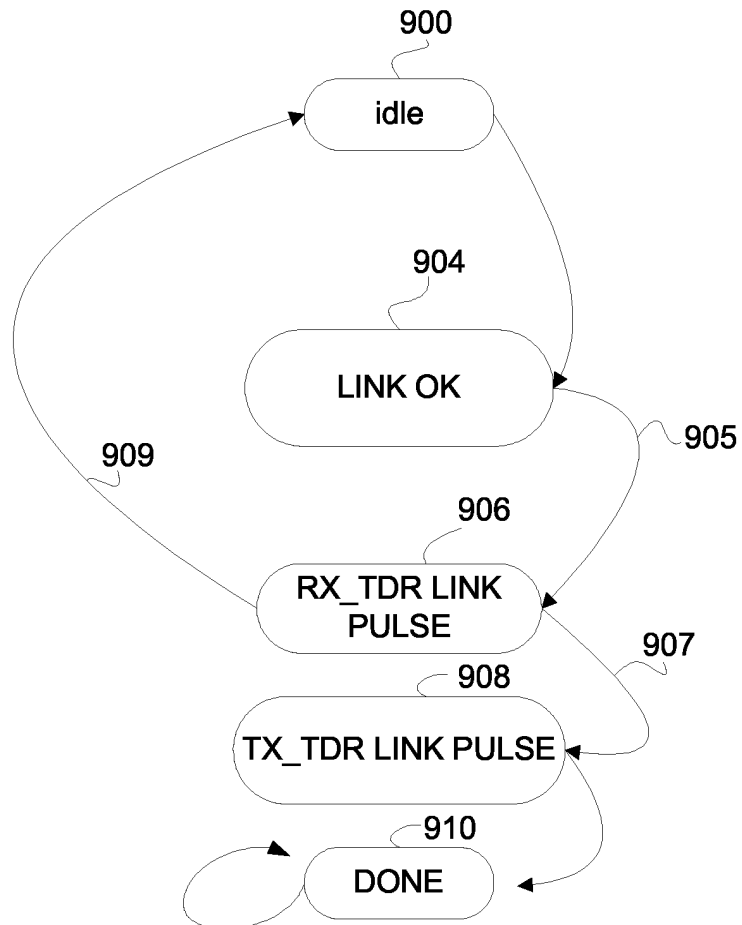 900
idle
904
LINK OK
905
909
906
RX_TDR LINK
PULSE
907
908
TX_TDR LINK PULSE
910
DONE